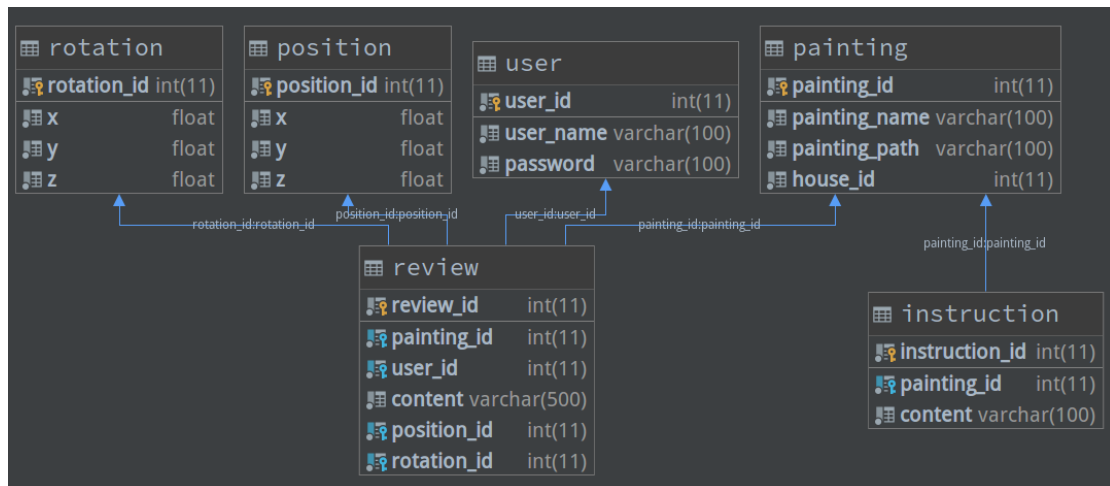 rotation
rotation_id int(11)
x float
y float
z float
position
position_id int(11)
x float
y float
z float
user
user_id int(11)
user_name varchar(100)
password varchar(100)
painting
painting_id int(11)
painting_name varchar(100)
painting_path varchar(100)
house_id int(11)
rotation_id:rotation_id
position_id:position_id
user_id:user_id
painting_id:painting_id
painting_id:painting_id
review
review_id int(11)
painting_id int(11)
user_id int(11)
content varchar(500)
position_id int(11)
rotation_id int(11)
instruction
instruction_id int(11)
painting_id int(11)
content varchar(100)